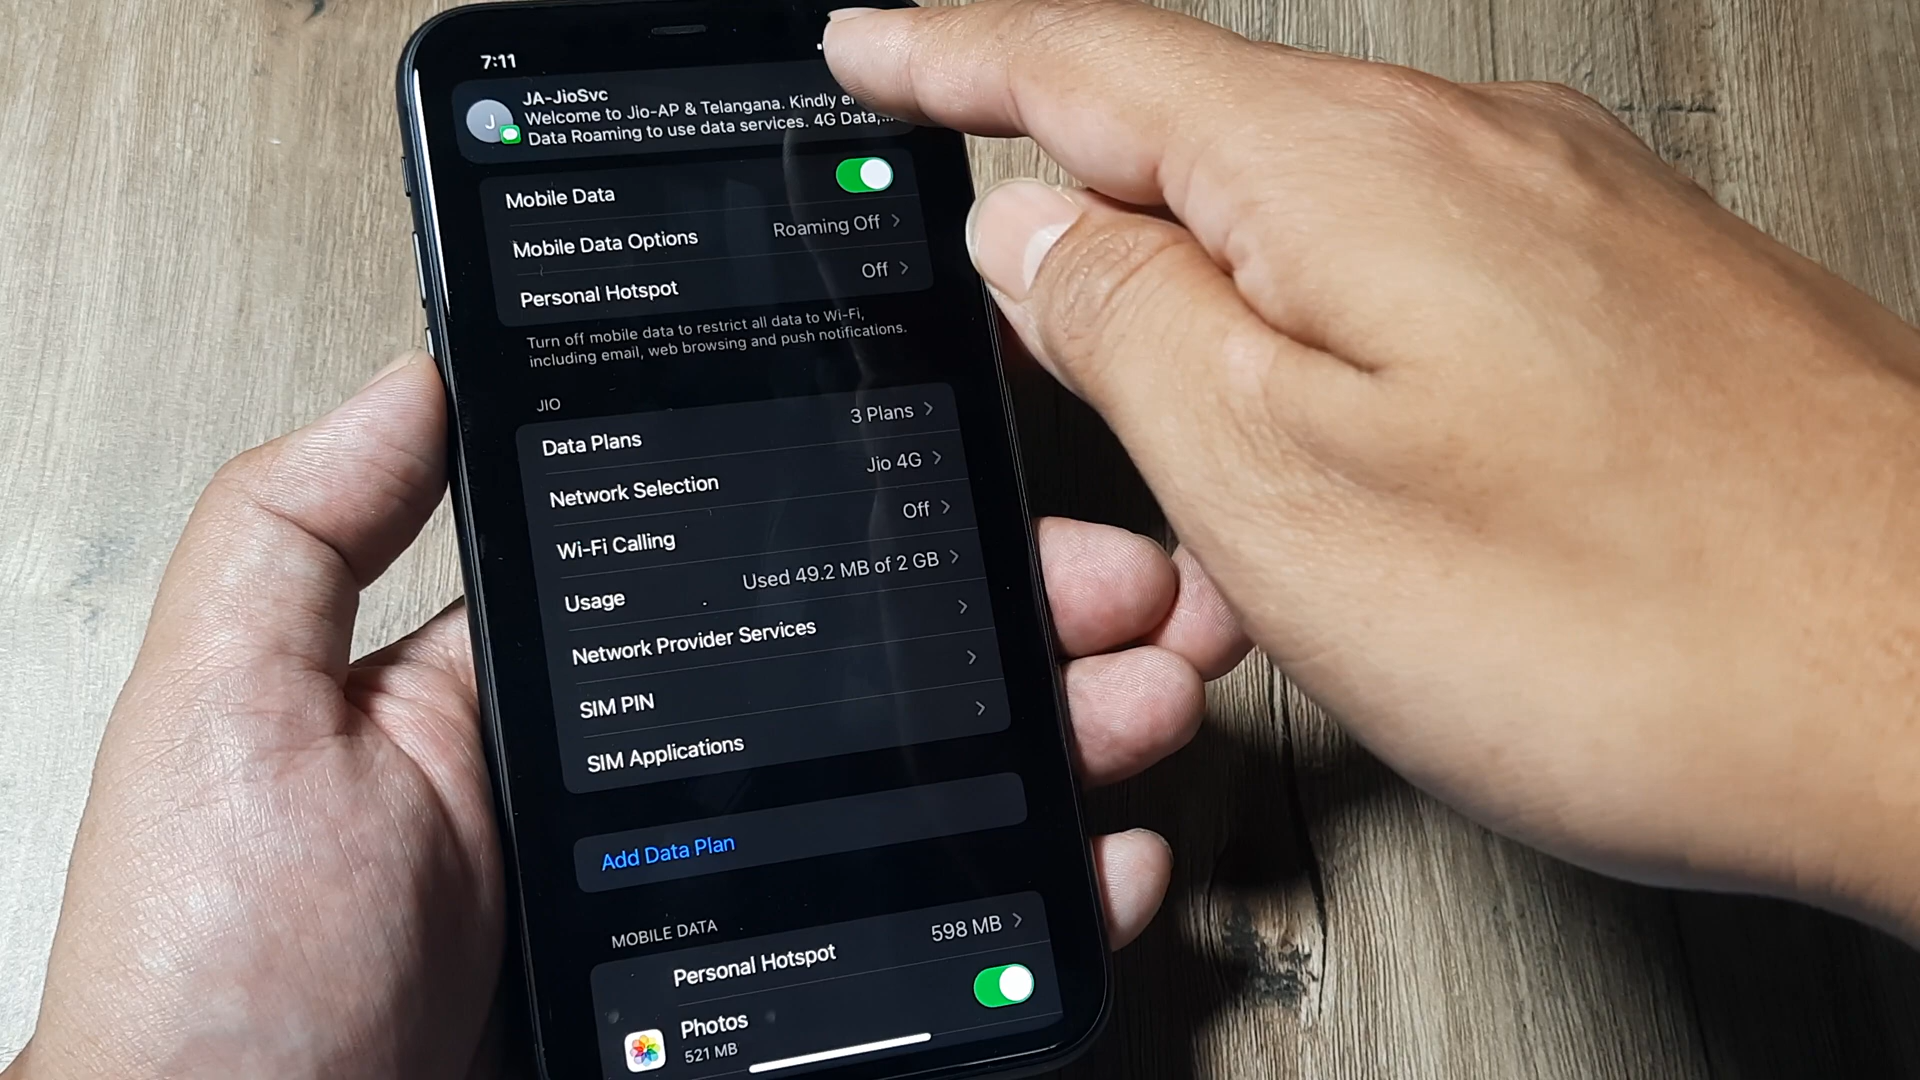 7:11
JA-JioSvc
Welcome to Jio-AP & Telangana. Kindly
Data Roaming to use data services. 4G Data,...
Mobile Data
Mobile Data Options Roaming Off
Personal Hotspot Off
Turn off mobile data to restrict all data to Wi-Fi,
including email, web browsing and push notifications.
JIO
Data Plans 3 Plans
Network Selection Jio 4G
Wi-Fi Calling Off
Usage Used 49.2 MB of 2 GB
Network Provider Services
SIM PIN
SIM Applications
Add Data Plan
MOBILE DATA
Personal Hotspot 598 MB
Photos
521 MB